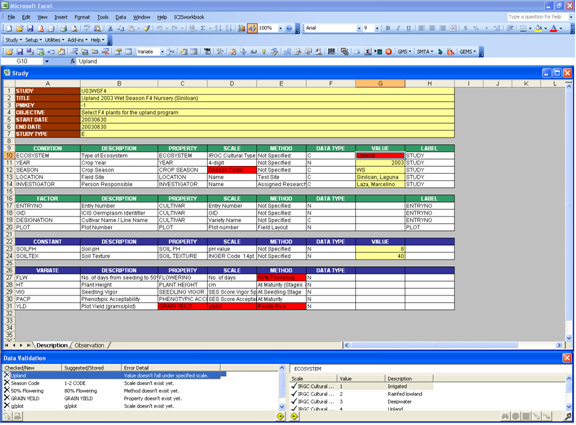 Microsoft Excel
File Edit View Insert Format Tools Data Window Help ICISworkbook
Type a question for help
100% Arial 9
Study Setup Utilities Add-ins Help
Variate GMS SMTA GEMS
G10 fx Upland
Study
A B C D E F G H I J K L
1 STUDY U03WSF4
2 TITLE Upland 2003 Wet Season F4 Nursery (Siniloan)
3 PMKEY -1
4 OBJECTIVE Select F4 plants for the upland program
5 START DATE 20030630
6 END DATE 20030630
7 STUDY TYPE E
8
9 CONDITION DESCRIPTION PROPERTY SCALE METHOD DATA TYPE VALUE LABEL
10 ECOSYSTEM Type of Ecosystem ECOSYSTEM IRGC Cultural Type Not Specified C Upland STUDY
11 YEAR Crop Year YEAR 4-digit Not Specified N 2003 STUDY
12 SEASON Crop Season CROP SEASON Season Code Not Specified C WS STUDY
13 LOCATION Field Site LOCATION Name Test Site C Siniloan, Laguna STUDY
14 INVESTIGATOR Person Responsible INVESTIGATOR Name Assigned Research C Laza, Marcelino STUDY
15
16 FACTOR DESCRIPTION PROPERTY SCALE METHOD DATA TYPE LABEL
17 ENTRYNO Entry Number CULTIVAR Number Not Specified N ENTRYNO
18 GID ICIS Germplasm Identifier CULTIVAR GID Not Specified N ENTRYNO
19 DESIGNATION Cultivar Name / Line Name CULTIVAR Variety Name Not Specified C ENTRYNO
20 PLOT Plot Number CULTIVAR Plot number Field Layout N PLOT
21
22 CONSTANT DESCRIPTION PROPERTY SCALE METHOD DATA TYPE VALUE
23 SOILPH Soil pH SOIL PH pH value Not Specified N 8
24 SOILTEX Soil Texture SOIL TEXTURE INGER Code 14pt Not Specified N 40
25
26 VARIATE DESCRIPTION PROPERTY SCALE METHOD DATA TYPE
27 FLW No. of days from seeding to 50% FLOWERING No. of days 50% Flowering N
28 HT Plant Height PLANT HEIGHT cm At Maturity (Stages N
29 VIG Seedling Vigor SEEDLING VIGOR SES Score Vigor 5p At Seedling Stage N
30 PACP Phenotypic Acceptability PHENOTYPIC ACC SES Score Accepta At Maturity N
31 YLD Plot Yield (grams/plot) GRAIN YEILD g/plot N
32
33
34
35
Description Observation
Data Validation
Checked/New Suggested/Stored Error Detail
Upland Value doesn't fall under specified scale.
Season Code 1-2 CODE Scale doesn't exist yet.
50% Flowering 80% Flowering Method doesn't exist yet.
GRAIN YEILD GRAIN YIELD Property doesn't exist yet.
g/plot g/plot Scale doesn't exist yet.
ECOSYSTEM
Scale Value Description
IRGC Cultural ... 1 Irrigated
IRGC Cultural ... 2 Rainfed lowland
IRGC Cultural ... 3 Deepwater
IRGC Cultural ... 4 Upland